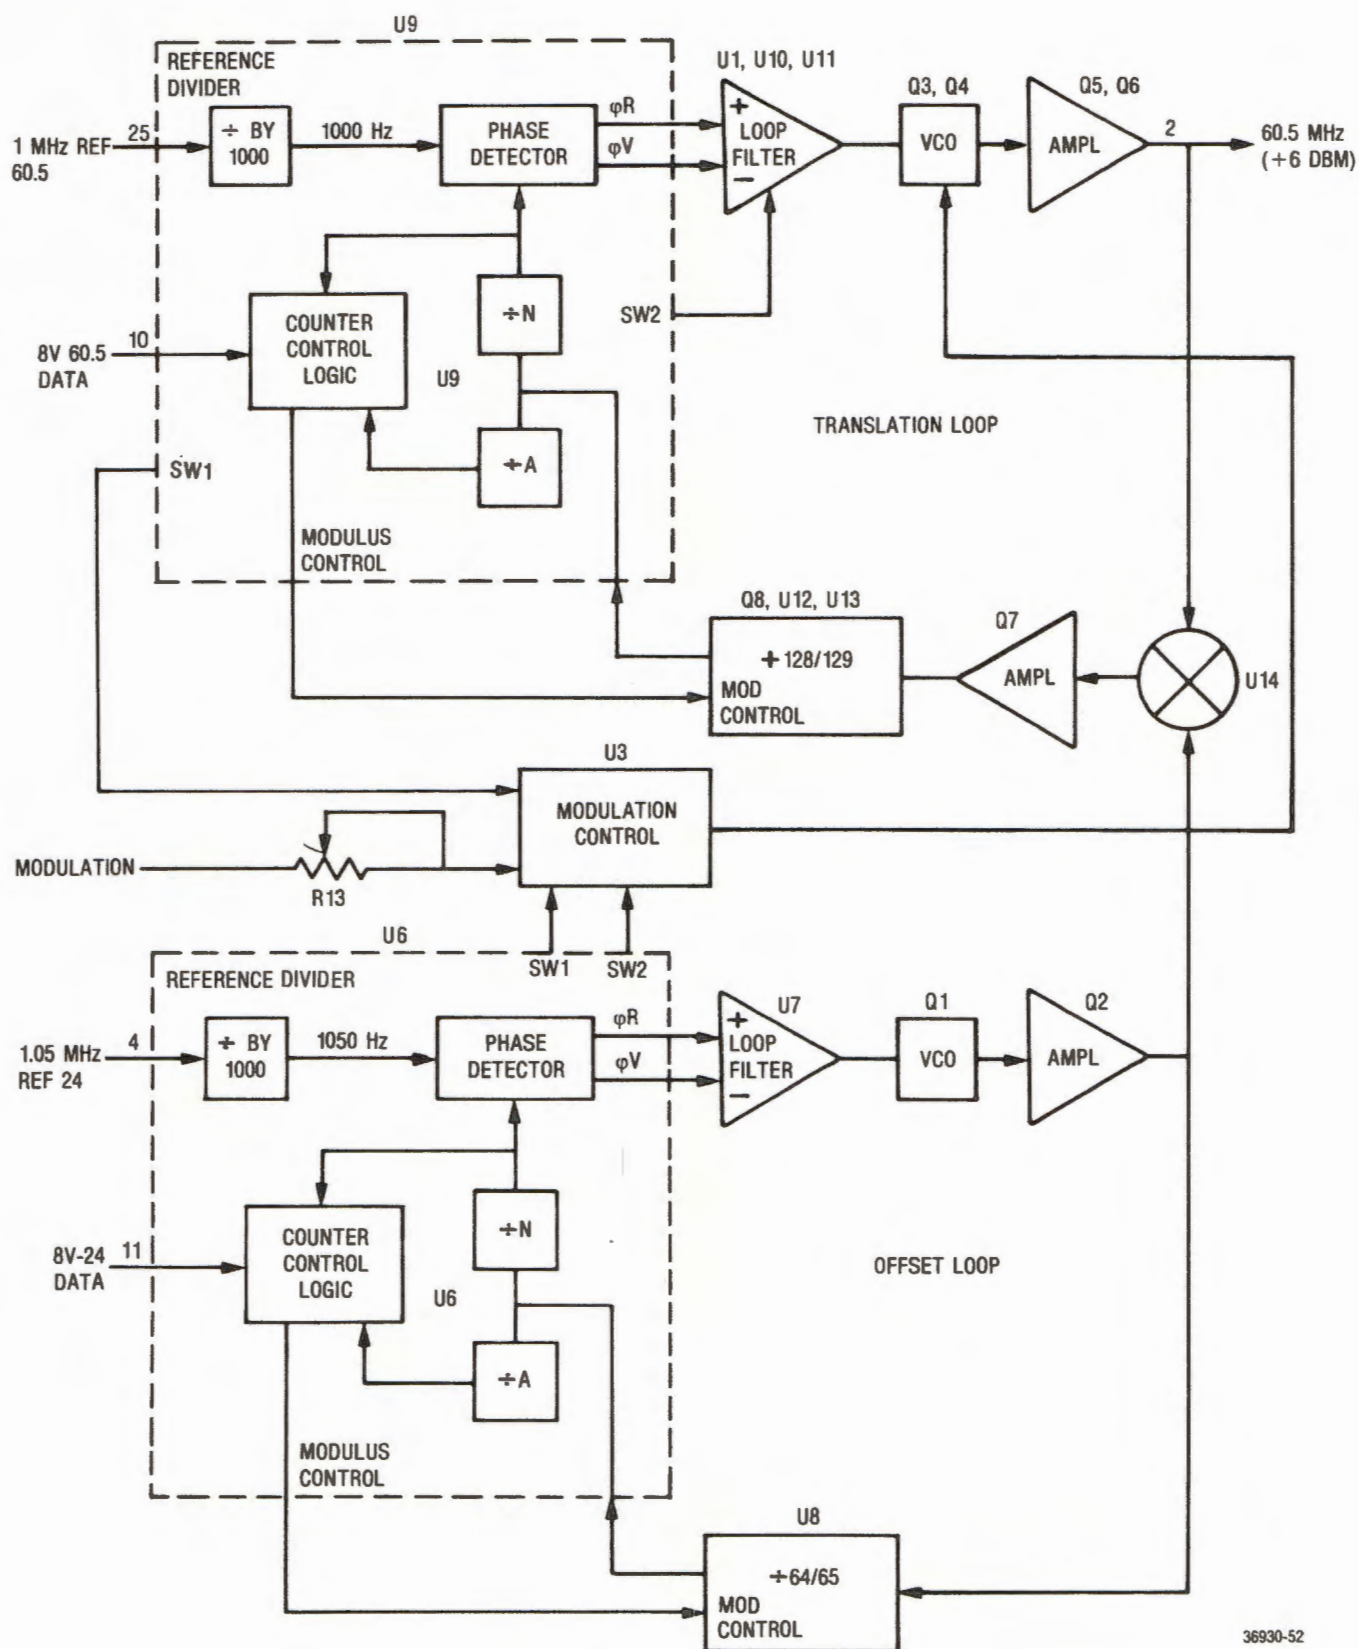 U9
REFERENCE
DIVIDER
1 MHz REF
60.5
25
÷ BY
1000
1000 Hz
PHASE
DETECTOR
φR
φV
U1, U10, U11
+
LOOP
FILTER
−
Q3, Q4
VCO
Q5, Q6
AMPL
2
60.5 MHz
(+6 DBM)
8V 60.5
DATA
10
COUNTER
CONTROL
LOGIC
÷N
U9
÷A
SW2
SW1
MODULUS
CONTROL
TRANSLATION LOOP
Q8, U12, U13
÷128/129
MOD
CONTROL
Q7
AMPL
U14
U3
MODULATION
CONTROL
MODULATION
R13
U6
SW1
SW2
REFERENCE DIVIDER
1.05 MHz
REF 24
4
÷ BY
1000
1050 Hz
PHASE
DETECTOR
φR
φV
U7
+
LOOP
FILTER
−
Q1
VCO
Q2
AMPL
8V-24
DATA
11
COUNTER
CONTROL
LOGIC
÷N
U6
÷A
MODULUS
CONTROL
OFFSET LOOP
U8
÷64/65
MOD
CONTROL
36930-52